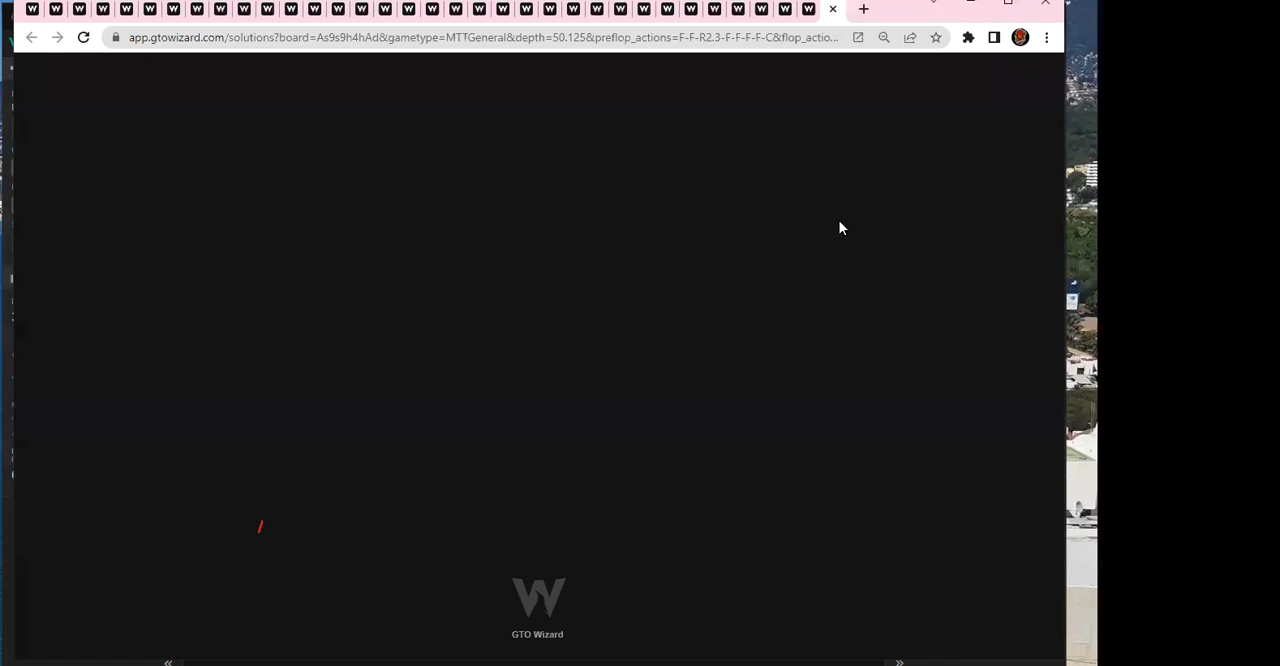 app.gtowizard.com/solutions?board=As9s9h4hAd&gametype=MTTGeneral&depth=50.125&preflop_actions=F-F-R2.3-F-F-F-F-C&flop_actio...
GTO Wizard